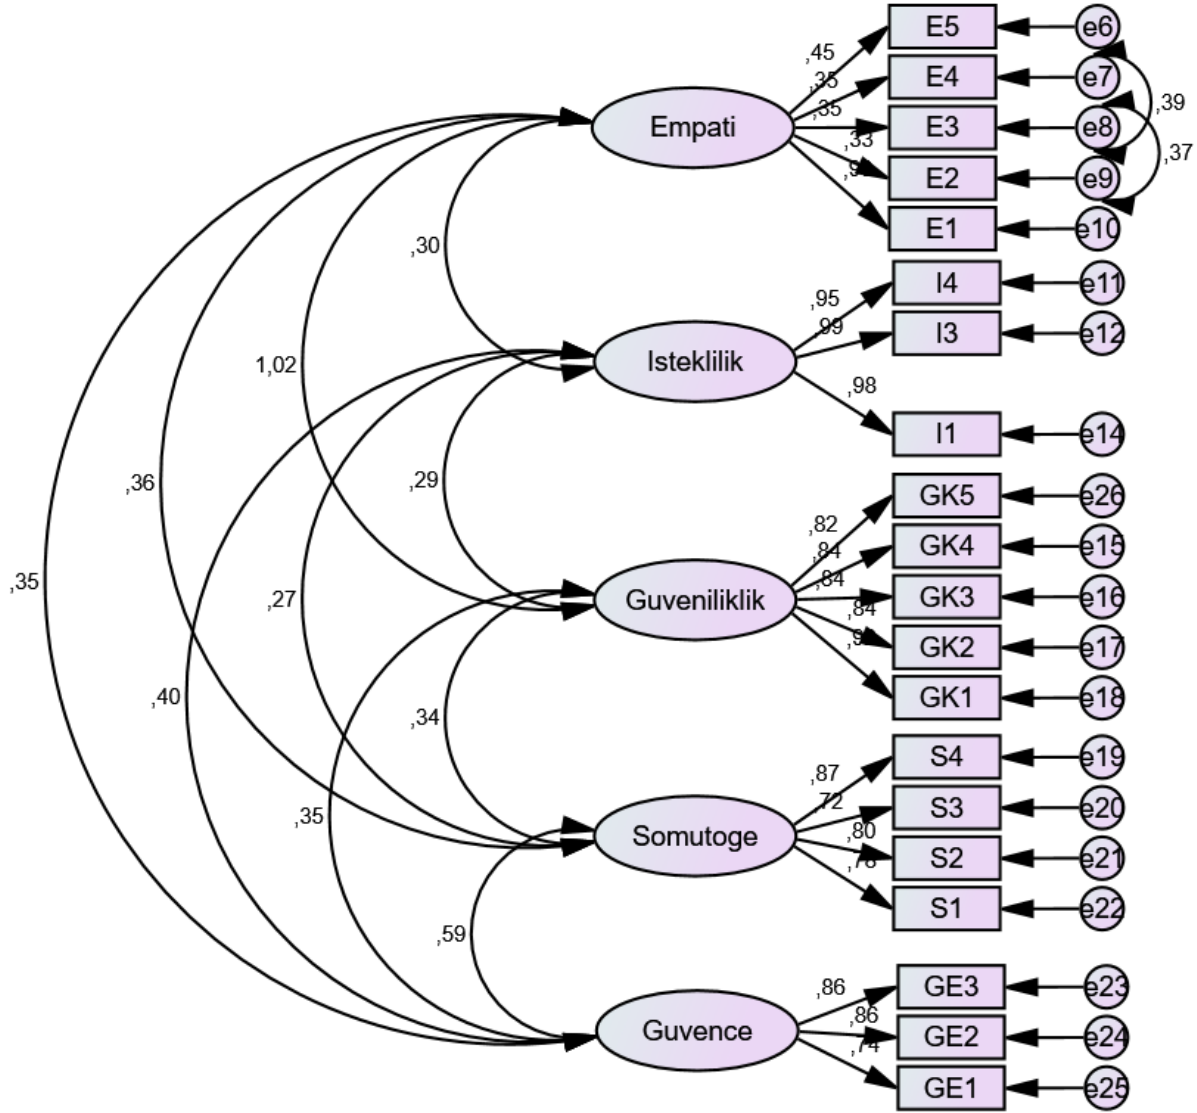 E5
e6
,45
E4
e7
,35
,39
E3
e8
,35
Empati
,33
,37
E2
e9
E1
e10
,30
I4
e11
,95
I3
e12
,99
Isteklilik
1,02
,98
I1
e14
,36
,29
GK5
e26
,82
GK4
e15
,84
,35
,27
Guveniliklik
,84
GK3
e16
,84
GK2
e17
GK1
e18
,40
,34
S4
e19
,87
,35
S3
e20
,72
Somutoge
,80
S2
e21
,78
S1
e22
,59
GE3
e23
,86
Guvence
,86
GE2
e24
,74
GE1
e25